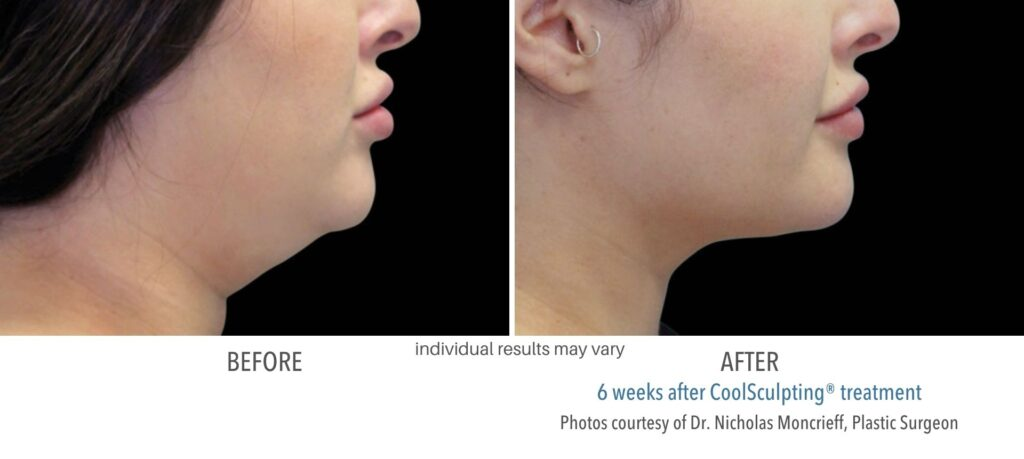 individual results may vary
BEFORE
AFTER
6 weeks after CoolSculpting® treatment
Photos courtesy of Dr. Nicholas Moncrieff, Plastic Surgeon